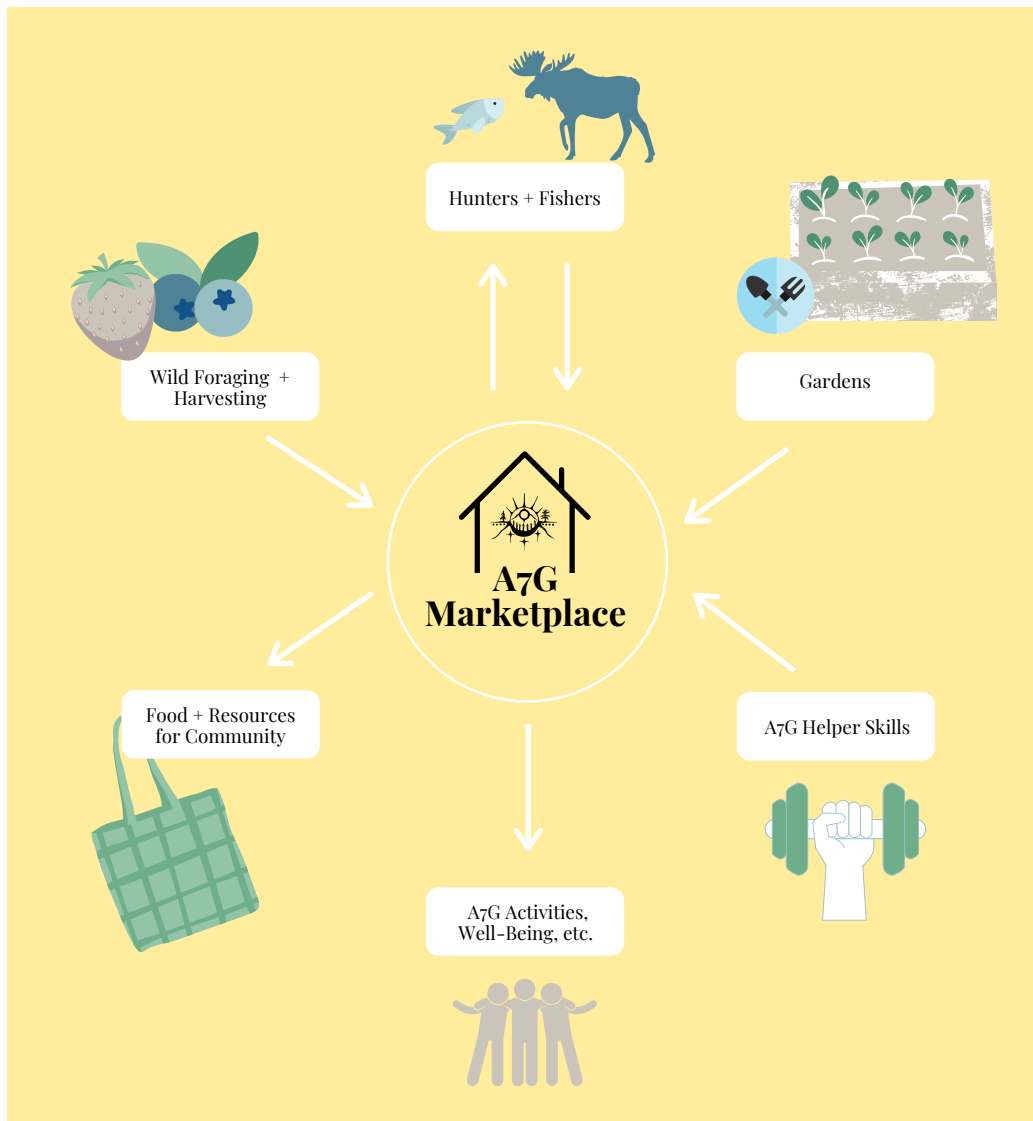 Hunters + Fishers
Wild Foraging +
Harvesting
Gardens
A7G
Marketplace
Food + Resources
for Community
A7G Helper Skills
A7G Activities,
Well-Being, etc.